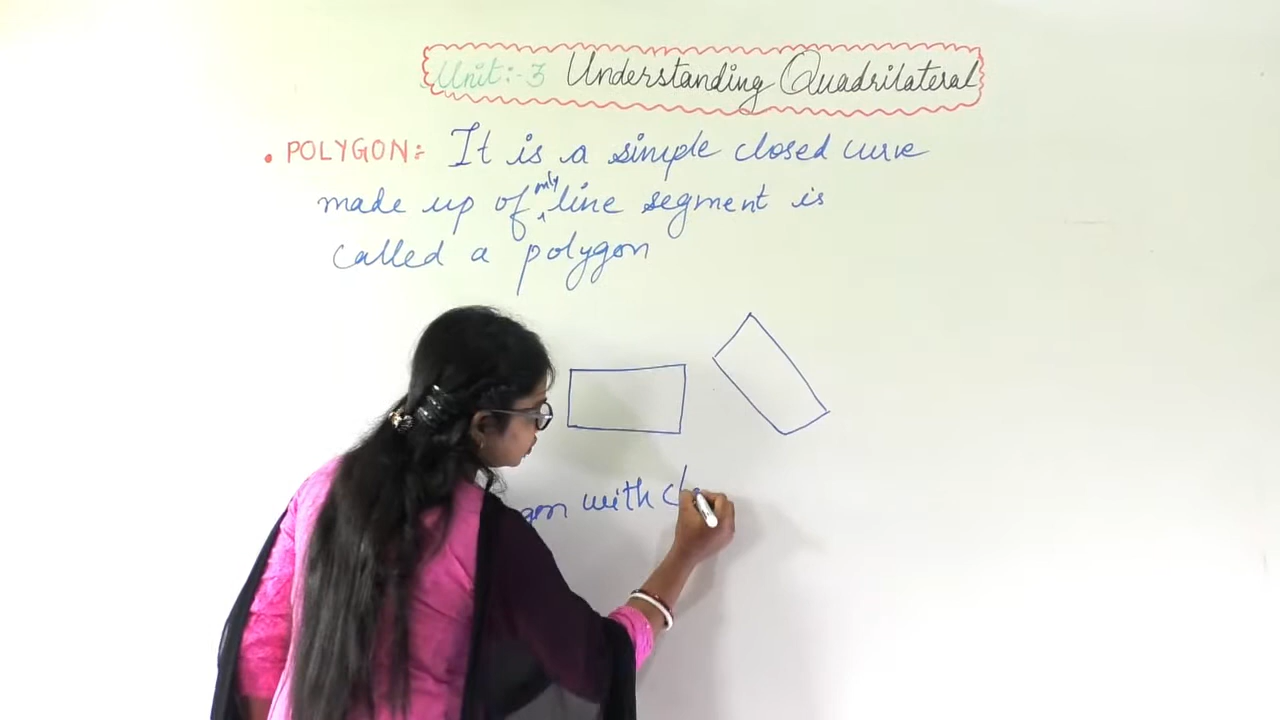 Unit:- 3 Understanding Quadrilateral
• POLYGON:- It is a simple closed curve
made up of only line segment is
called a polygon
gon with